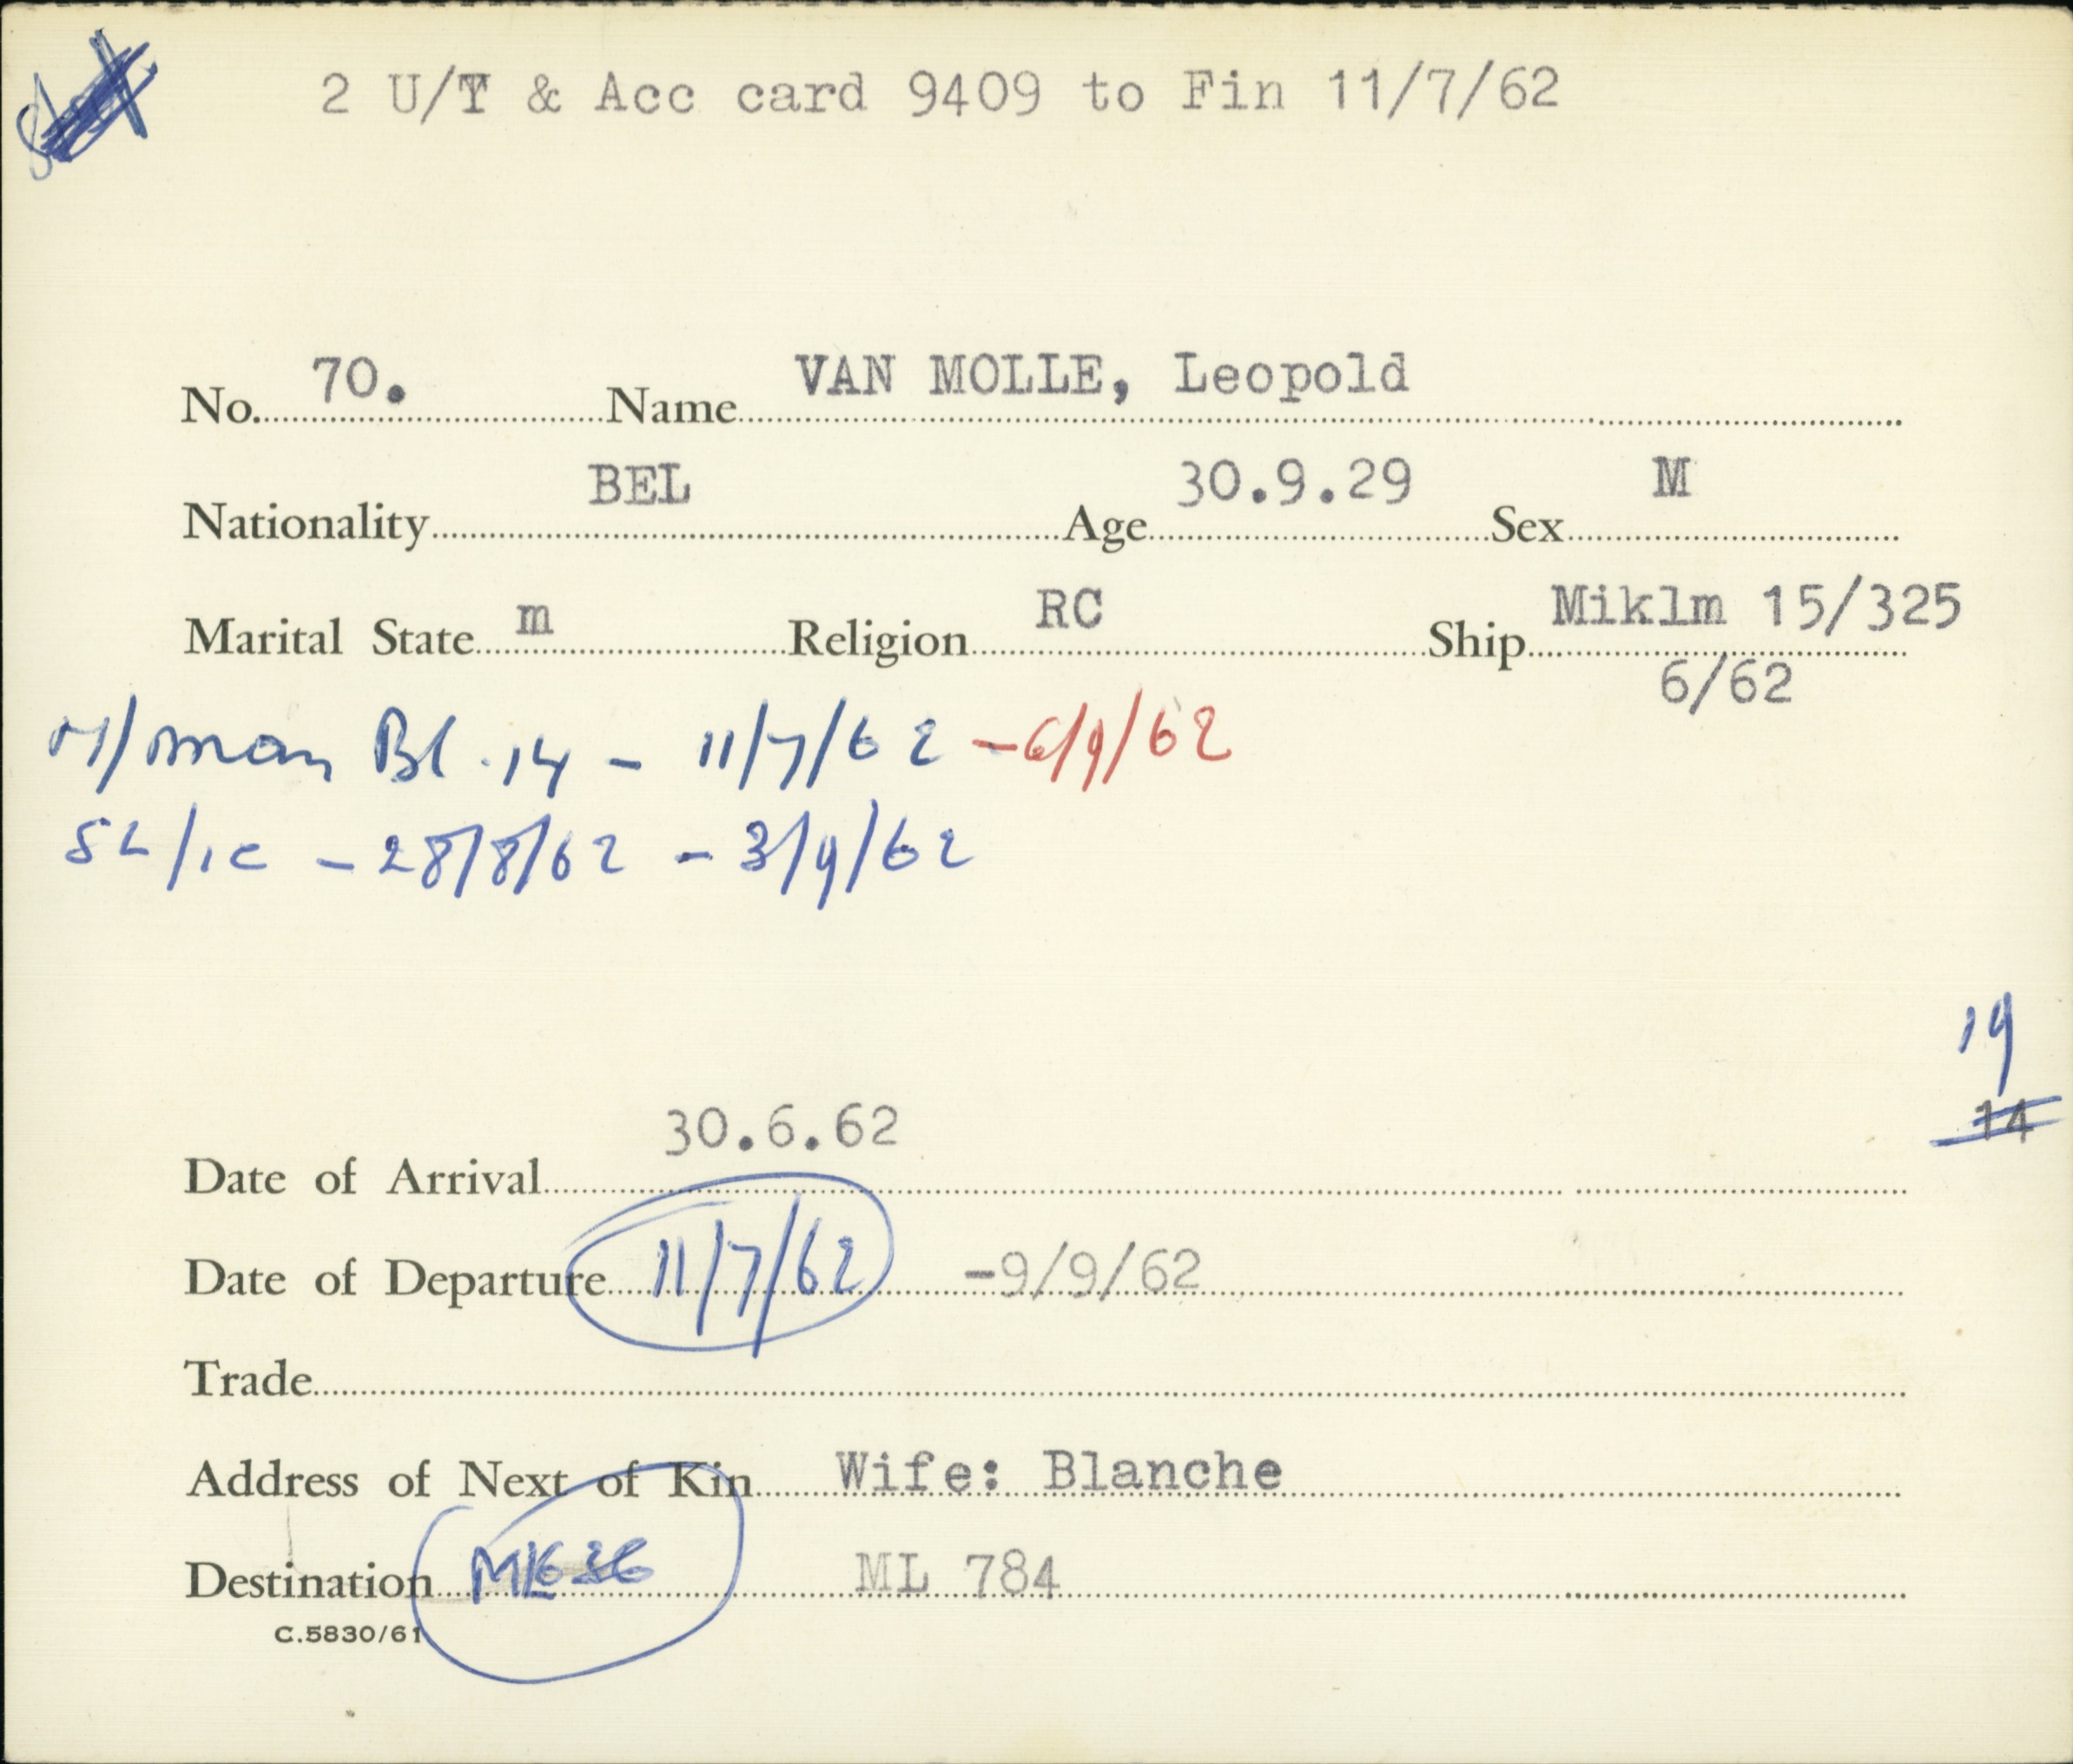 2 U/T & Acc card 9409 to Fin 11/7/62
No. 70. Name VAN MOLLE, Leopold
Nationality BEL Age 30.9.29 Sex M
Marital State m Religion RC Ship Miklm 15/325
6/62
M/man Bl. 14 - 11/7/62 - 6/9/62
SL/ic - 28/8/62 - 3/9/62
19
14
Date of Arrival 30.6.62
Date of Departure 11/7/62 -9/9/62
Trade
Address of Next of Kin Wife: Blanche
Destination ML 784
C.5830/61